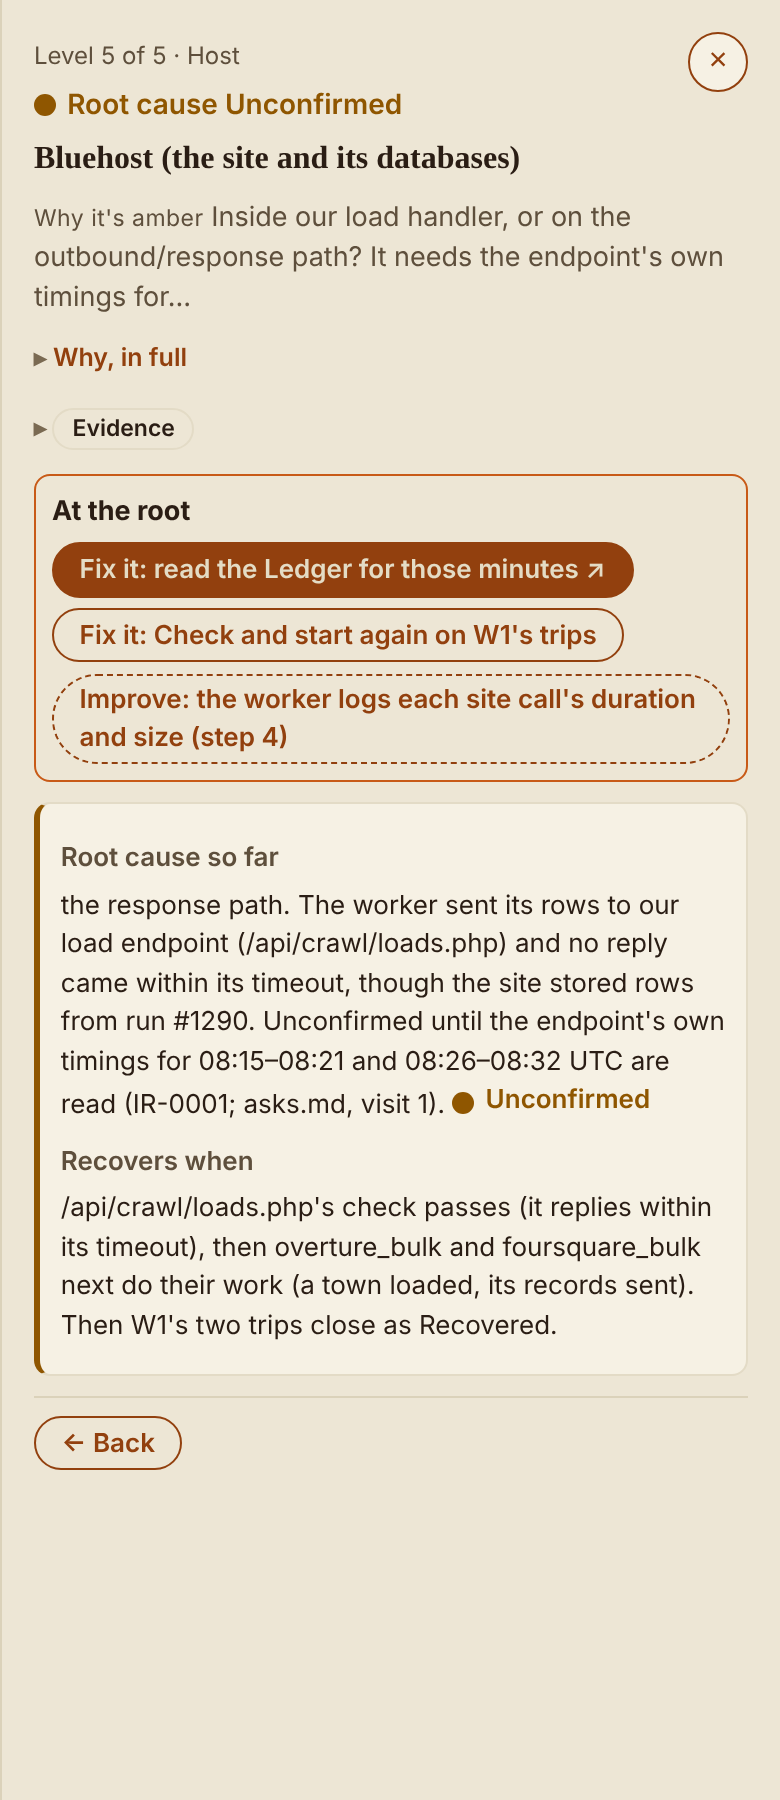 Level 5 of 5 · Host
×
Root cause Unconfirmed
Bluehost (the site and its databases)
Why it's amber Inside our load handler, or on the
outbound/response path? It needs the endpoint's own
timings for…
▸ Why, in full
▸ Evidence
At the root
Fix it: read the Ledger for those minutes ↗
Fix it: Check and start again on W1's trips
Improve: the worker logs each site call's duration
and size (step 4)
Root cause so far
the response path. The worker sent its rows to our
load endpoint (/api/crawl/loads.php) and no reply
came within its timeout, though the site stored rows
from run #1290. Unconfirmed until the endpoint's own
timings for 08:15–08:21 and 08:26–08:32 UTC are
read (IR-0001; asks.md, visit 1). Unconfirmed
Recovers when
/api/crawl/loads.php's check passes (it replies within
its timeout), then overture_bulk and foursquare_bulk
next do their work (a town loaded, its records sent).
Then W1's two trips close as Recovered.
← Back